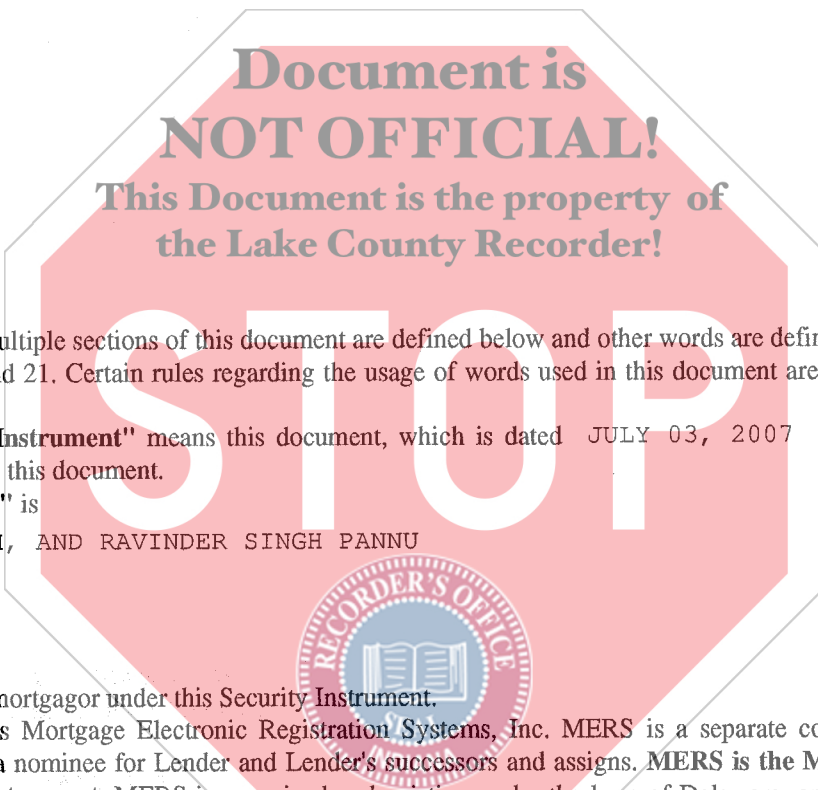 Document is
NOT OFFICIAL!
This Document is the property of
the Lake County Recorder!
STOP
ultiple sections of this document are defined below and other words are defin
d 21. Certain rules regarding the usage of words used in this document are
Instrument" means this document, which is dated JULY 03, 2007
this document.
" is
, AND RAVINDER SINGH PANNU
RECORDER'S OFFICE
SEAL
INDIANA
mortgagor under this Security Instrument.
s Mortgage Electronic Registration Systems, Inc. MERS is a separate co
a nominee for Lender and Lender's successors and assigns. MERS is the M